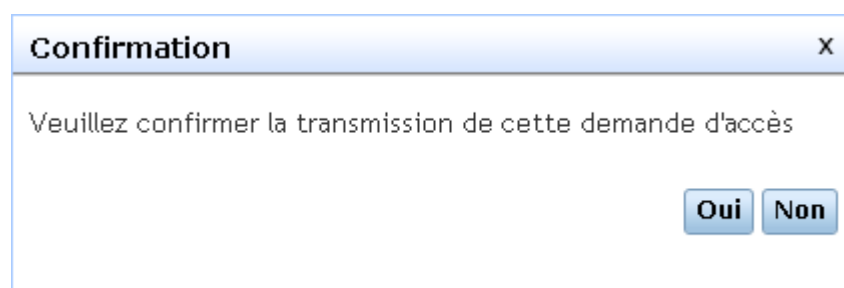 Confirmation x
Veuillez confirmer la transmission de cette demande d'accès
Oui Non